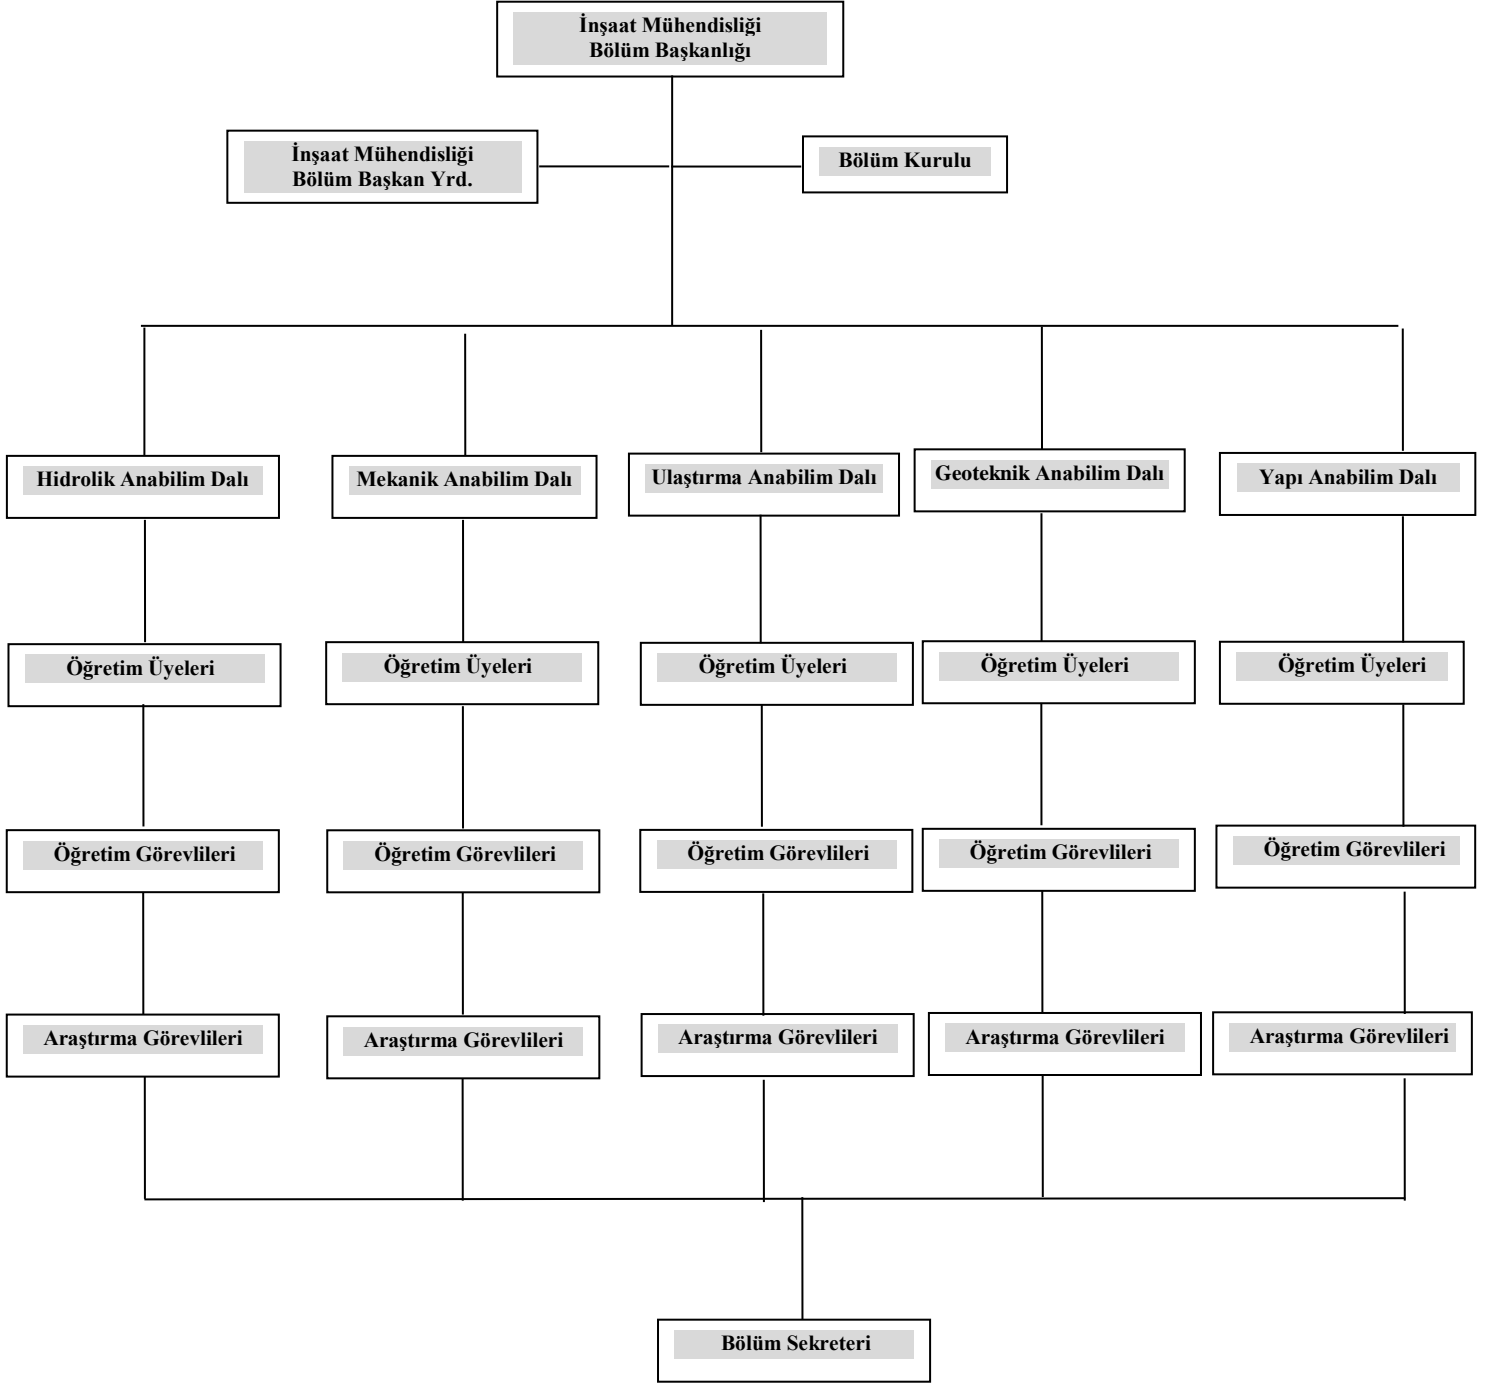 İnşaat Mühendisliği
Bölüm Başkanlığı
İnşaat Mühendisliği
Bölüm Başkan Yrd.
Bölüm Kurulu
Hidrolik Anabilim Dalı
Mekanik Anabilim Dalı
Ulaştırma Anabilim Dalı
Geoteknik Anabilim Dalı
Yapı Anabilim Dalı
Öğretim Üyeleri
Öğretim Üyeleri
Öğretim Üyeleri
Öğretim Üyeleri
Öğretim Üyeleri
Öğretim Görevlileri
Öğretim Görevlileri
Öğretim Görevlileri
Öğretim Görevlileri
Öğretim Görevlileri
Araştırma Görevlileri
Araştırma Görevlileri
Araştırma Görevlileri
Araştırma Görevlileri
Araştırma Görevlileri
Bölüm Sekreteri